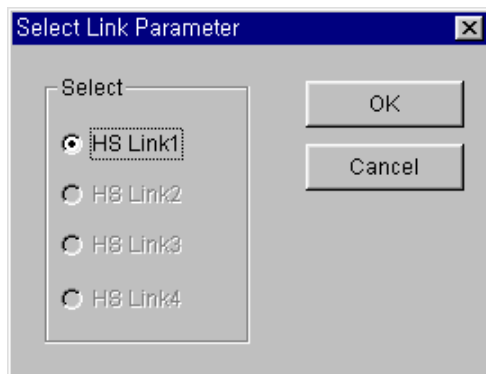 Select Link Parameter
Select
HS Link1
HS Link2
HS Link3
HS Link4
OK
Cancel